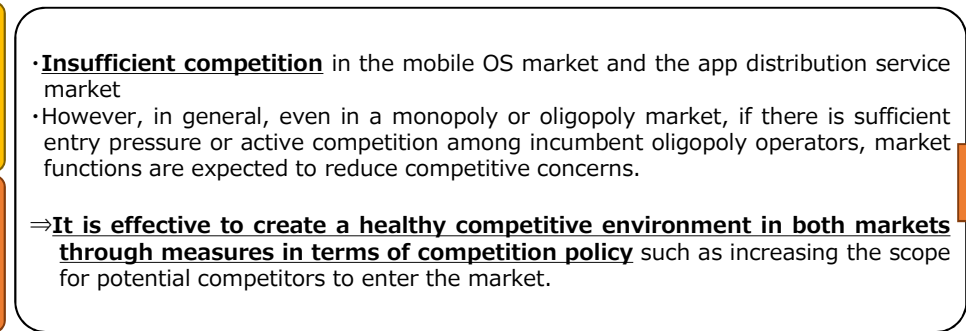 ・Insufficient competition in the mobile OS market and the app distribution service
market
・However, in general, even in a monopoly or oligopoly market, if there is sufficient
entry pressure or active competition among incumbent oligopoly operators, market
functions are expected to reduce competitive concerns.
⇒It is effective to create a healthy competitive environment in both markets
through measures in terms of competition policy such as increasing the scope
for potential competitors to enter the market.